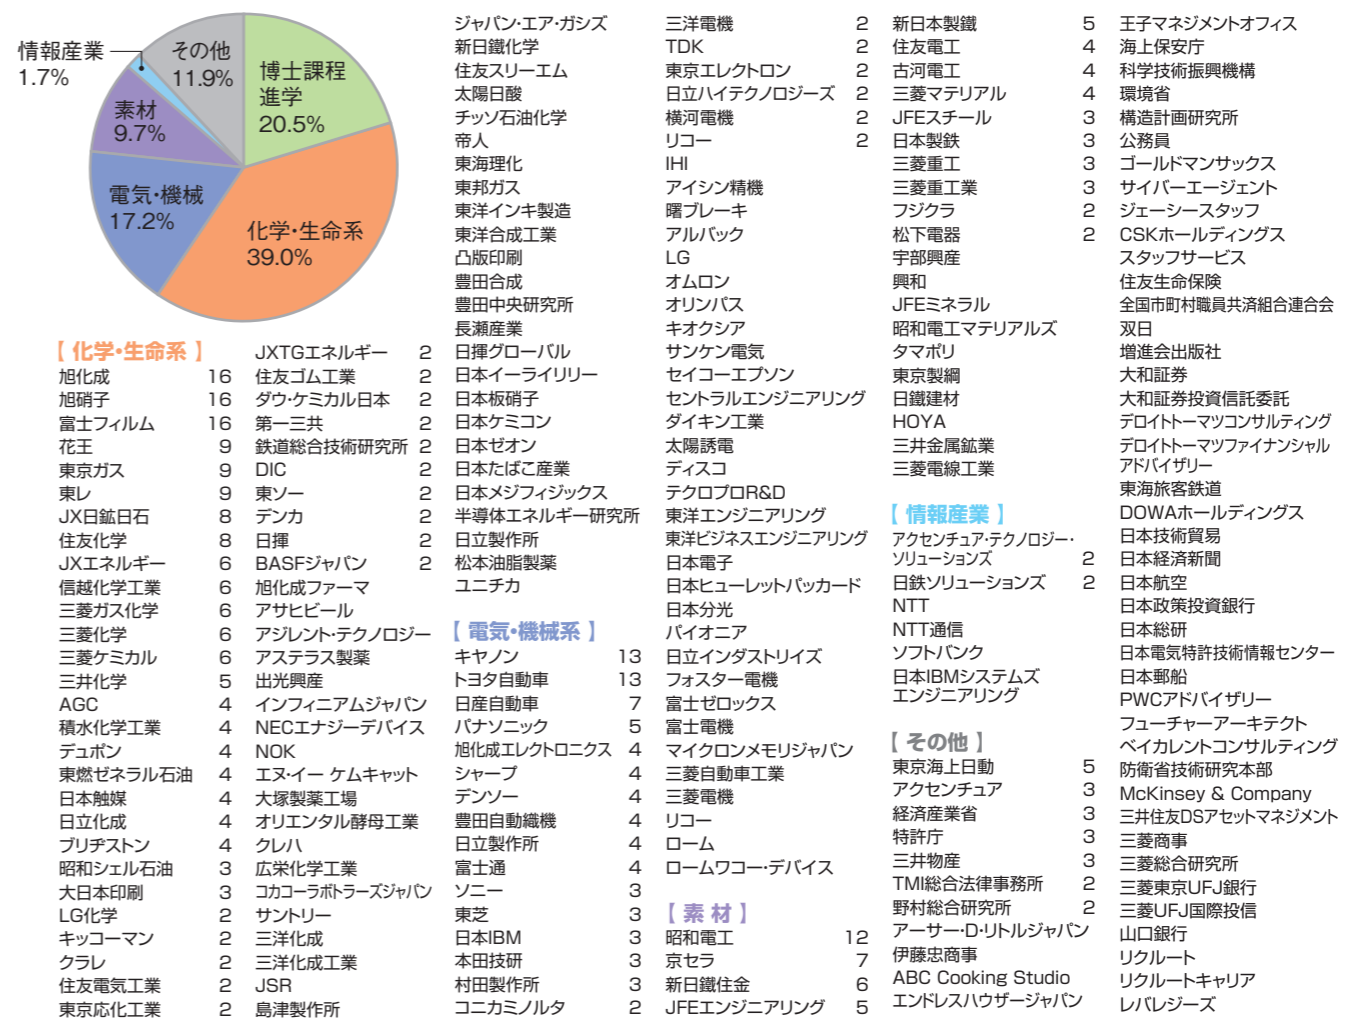 情報産業
1.7%
その他
11.9%
博士課程
進学
20.5%
素材
9.7%
電気・機械
17.2%
化学・生命系
39.0%
【 化学・生命系 】
旭化成 16
旭硝子 16
富士フィルム 16
花王 9
東京ガス 9
東レ 9
JX日鉱日石 8
住友化学 8
JXエネルギー 6
信越化学工業 6
三菱ガス化学 6
三菱化学 6
三菱ケミカル 6
三井化学 5
AGC 4
積水化学工業 4
デュポン 4
東燃ゼネラル石油 4
日本触媒 4
日立化成 4
ブリヂストン 4
昭和シェル石油 3
大日本印刷 3
LG化学 2
キッコーマン 2
クラレ 2
住友電気工業 2
東京応化工業 2
JXTGエネルギー 2
住友ゴム工業 2
ダウ・ケミカル日本 2
第一三共 2
鉄道総合技術研究所 2
DIC 2
東ソー 2
デンカ 2
日揮 2
BASFジャパン 2
旭化成ファーマ
アサヒビール
アジレント・テクノロジー
アステラス製薬
出光興産
インフィニアムジャパン
NECエナジーデバイス
NOK
エヌ・イー ケムキャット
大塚製薬工場
オリエンタル酵母工業
クレハ
広栄化学工業
コカコーラボトラーズジャパン
サントリー
三洋化成
三洋化成工業
JSR
島津製作所
ジャパン・エア・ガシズ
新日鐵化学
住友スリーエム
太陽日酸
チッソ石油化学
帝人
東海理化
東邦ガス
東洋インキ製造
東洋合成工業
凸版印刷
豊田合成
豊田中央研究所
長瀬産業
日揮グローバル
日本イーライリリー
日本板硝子
日本ケミコン
日本ゼオン
日本たばこ産業
日本メジフィジックス
半導体エネルギー研究所
日立製作所
松本油脂製薬
ユニチカ
【 電気・機械系 】
キヤノン 13
トヨタ自動車 13
日産自動車 7
パナソニック 5
旭化成エレクトロニクス 4
シャープ 4
デンソー 4
豊田自動織機 4
日立製作所 4
富士通 4
ソニー 3
東芝 3
日本IBM 3
本田技研 3
村田製作所 3
コニカミノルタ 2
三洋電機 2
TDK 2
東京エレクトロン 2
日立ハイテクノロジーズ 2
横河電機 2
リコー 2
IHI
アイシン精機
曙ブレーキ
アルバック
LG
オムロン
オリンパス
キオクシア
サンケン電気
セイコーエプソン
セントラルエンジニアリング
ダイキン工業
太陽誘電
ディスコ
テクロプロR&D
東洋エンジニアリング
東洋ビジネスエンジニアリング
日本電子
日本ヒューレットパッカード
日本分光
パイオニア
日立インダストリイズ
フォスター電機
富士ゼロックス
富士電機
マイクロンメモリジャパン
三菱自動車工業
三菱電機
リコー
ローム
ロームワコー・デバイス
【 素 材 】
昭和電工 12
京セラ 7
新日鐵住金 6
JFEエンジニアリング 5
新日本製鐵 5
住友電工 4
古河電工 4
三菱マテリアル 4
JFEスチール 3
日本製鉄 3
三菱重工 3
三菱重工業 3
フジクラ 2
松下電器 2
宇部興産
興和
JFEミネラル
昭和電工マテリアルズ
タマポリ
東京製綱
日鐵建材
HOYA
三井金属鉱業
三菱電線工業
【 情報産業 】
アクセンチュア・テクノロジー・
ソリューションズ 2
日鉄ソリューションズ 2
NTT
NTT通信
ソフトバンク
日本IBMシステムズ
エンジニアリング
【 その他 】
東京海上日動 5
アクセンチュア 3
経済産業省 3
特許庁 3
三井物産 3
TMI総合法律事務所 2
野村総合研究所 2
アーサー・D・リトルジャパン
伊藤忠商事
ABC Cooking Studio
エンドレスハウザージャパン
王子マネジメントオフィス
海上保安庁
科学技術振興機構
環境省
構造計画研究所
公務員
ゴールドマンサックス
サイバーエージェント
ジェーシースタッフ
CSKホールディングス
スタッフサービス
住友生命保険
全国市町村職員共済組合連合会
双日
増進会出版社
大和証券
大和証券投資信託委託
デロイトトーマツコンサルティング
デロイトトーマツファイナンシャル
アドバイザリー
東海旅客鉄道
DOWAホールディングス
日本技術貿易
日本経済新聞
日本航空
日本政策投資銀行
日本総研
日本電気特許技術情報センター
日本郵船
PWCアドバイザリー
フューチャーアーキテクト
ベイカレントコンサルティング
防衛省技術研究本部
McKinsey & Company
三井住友DSアセットマネジメント
三菱商事
三菱総合研究所
三菱東京UFJ銀行
三菱UFJ国際投信
山口銀行
リクルート
リクルートキャリア
レバレジーズ